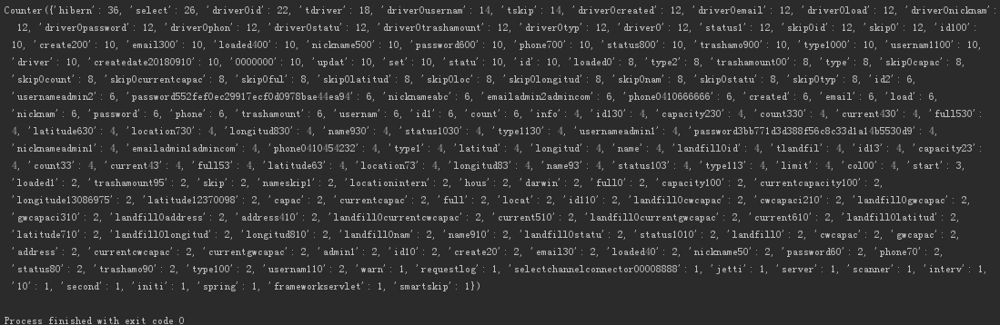 Counter({'hibern': 36, 'select': 26, 'driver0id': 22, 'tdriver': 18, 'driver0usernam': 14, 'tskip': 14, 'driver0created': 12, 'driver0email': 12, 'driver0load': 12, 'driver0nicknam':
12, 'driver0password': 12, 'driver0phon': 12, 'driver0statu': 12, 'driver0trashamount': 12, 'driver0typ': 12, 'driver0': 12, 'status1': 12, 'skip0id': 12, 'skip0': 12, 'id100':
10, 'create200': 10, 'email300': 10, 'loaded400': 10, 'nickname500': 10, 'password600': 10, 'phone700': 10, 'status800': 10, 'trashamo900': 10, 'type1000': 10, 'usernam1100': 10,
'driver': 10, 'createdate20180910': 10, '0000000': 10, 'updat': 10, 'set': 10, 'statu': 10, 'id': 10, 'loaded0': 8, 'type2': 8, 'trashamount00': 8, 'type': 8, 'skip0capac': 8,
'skip0count': 8, 'skip0currentcapac': 8, 'skip0ful': 8, 'skip0latitud': 8, 'skip0loc': 8, 'skip0longitud': 8, 'skip0nam': 8, 'skip0statu': 8, 'skip0typ': 8, 'id2': 6,
'usernameadmin2': 6, 'password552fef0ec29917ecf0d0978bae44ea94': 6, 'nicknameabc': 6, 'emailadmin2admincom': 6, 'phone0410666666': 6, 'created': 6, 'email': 6, 'load': 6,
'nicknam': 6, 'password': 6, 'phone': 6, 'trashamount': 6, 'usernam': 6, 'id1': 6, 'count': 6, 'info': 4, 'id130': 4, 'capacity230': 4, 'count330': 4, 'current430': 4, 'full530':
4, 'latitude630': 4, 'location730': 4, 'longitud830': 4, 'name930': 4, 'status1030': 4, 'type1130': 4, 'usernameadmin1': 4, 'password3bb771d3d388f56e8c33d1a14b5530d9': 4,
'nicknameadmin1': 4, 'emailadmin1admincom': 4, 'phone0410454232': 4, 'type1': 4, 'latitud': 4, 'longitud': 4, 'name': 4, 'landfill0id': 4, 'tlandfil': 4, 'id13': 4, 'capacity23':
4, 'count33': 4, 'current43': 4, 'full53': 4, 'latitude63': 4, 'location73': 4, 'longitud83': 4, 'name93': 4, 'status103': 4, 'type113': 4, 'limit': 4, 'col00': 4, 'start': 3,
'loaded1': 2, 'trashamount95': 2, 'skip': 2, 'nameskip1': 2, 'locationintern': 2, 'hous': 2, 'darwin': 2, 'full0': 2, 'capacity100': 2, 'currentcapacity100': 2,
'longitude13086975': 2, 'latitude12370098': 2, 'capac': 2, 'currentcapac': 2, 'full': 2, 'locat': 2, 'id110': 2, 'landfill0cwcapac': 2, 'cwcapaci210': 2, 'landfill0gwcapac': 2,
'gwcapaci310': 2, 'landfill0address': 2, 'address410': 2, 'landfill0currentcwcapac': 2, 'current510': 2, 'landfill0currentgwcapac': 2, 'current610': 2, 'landfill0latitud': 2,
'latitude710': 2, 'landfill0longitud': 2, 'longitud810': 2, 'landfill0nam': 2, 'name910': 2, 'landfill0statu': 2, 'status1010': 2, 'landfill0': 2, 'cwcapac': 2, 'gwcapac': 2,
'address': 2, 'currentcwcapac': 2, 'currentgwcapac': 2, 'admin1': 2, 'id10': 2, 'create20': 2, 'email30': 2, 'loaded40': 2, 'nickname50': 2, 'password60': 2, 'phone70': 2,
'status80': 2, 'trashamo90': 2, 'type100': 2, 'usernam110': 2, 'warn': 1, 'requestlog': 1, 'selectchannelconnector00008888': 1, 'jetti': 1, 'server': 1, 'scanner': 1, 'interv': 1,
'10': 1, 'second': 1, 'initi': 1, 'spring': 1, 'frameworkservlet': 1, 'smartskip': 1})
Process finished with exit code 0